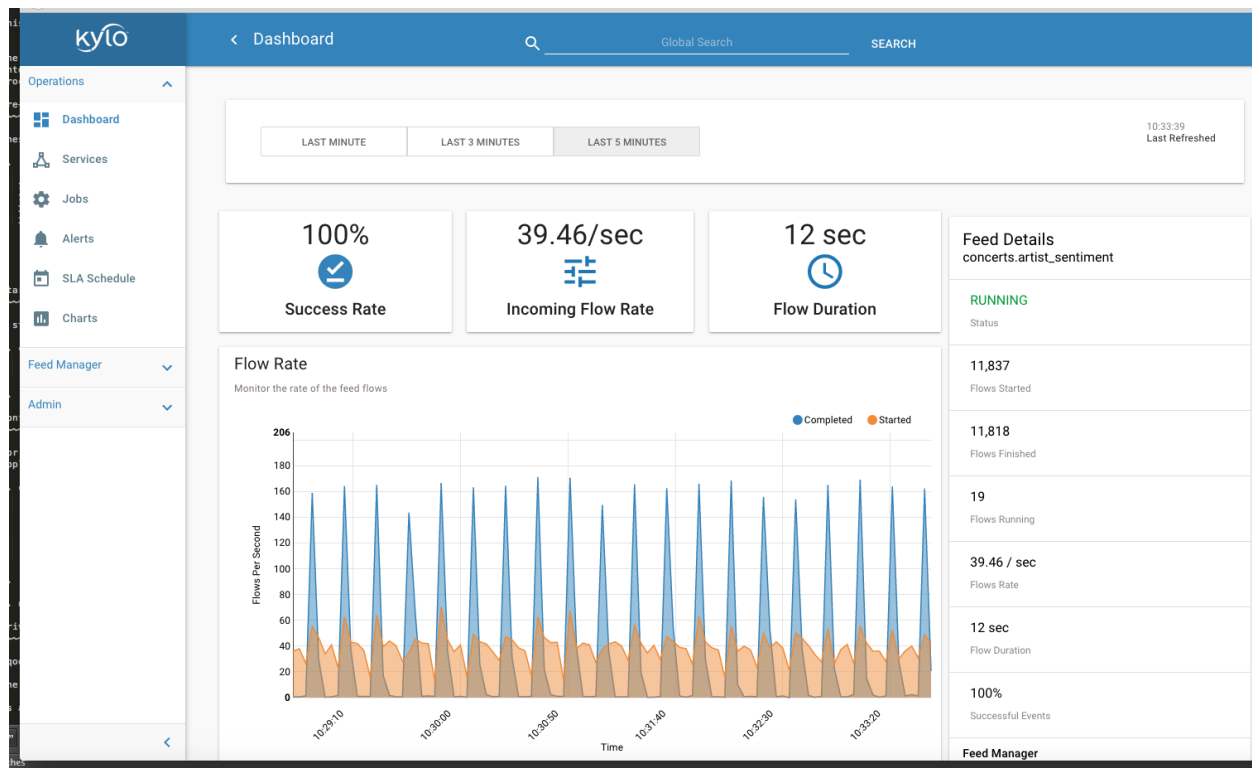 kylo
Dashboard
Global Search
SEARCH
Operations
Dashboard
Services
Jobs
Alerts
SLA Schedule
Charts
Feed Manager
Admin
LAST MINUTE
LAST 3 MINUTES
LAST 5 MINUTES
10:33:39
Last Refreshed
100%
Success Rate
39.46/sec
Incoming Flow Rate
12 sec
Flow Duration
Flow Rate
Monitor the rate of the feed flows
Completed
Started
206
180
160
140
120
100
80
60
40
20
0
Flows Per Second
10:29:10
10:30:00
10:30:50
10:31:40
10:32:30
10:33:20
Time
Feed Details
concerts.artist_sentiment
RUNNING
Status
11,837
Flows Started
11,818
Flows Finished
19
Flows Running
39.46 / sec
Flows Rate
12 sec
Flow Duration
100%
Successful Events
Feed Manager